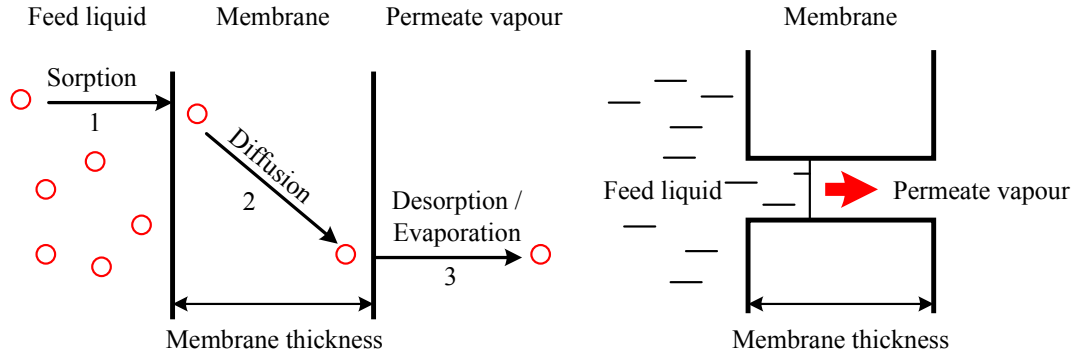 Feed liquid
Membrane
Permeate vapour
Sorption
1
Diffusion
2
Desorption /
Evaporation
3
Membrane thickness
Membrane
Feed liquid
Permeate vapour
Membrane thickness